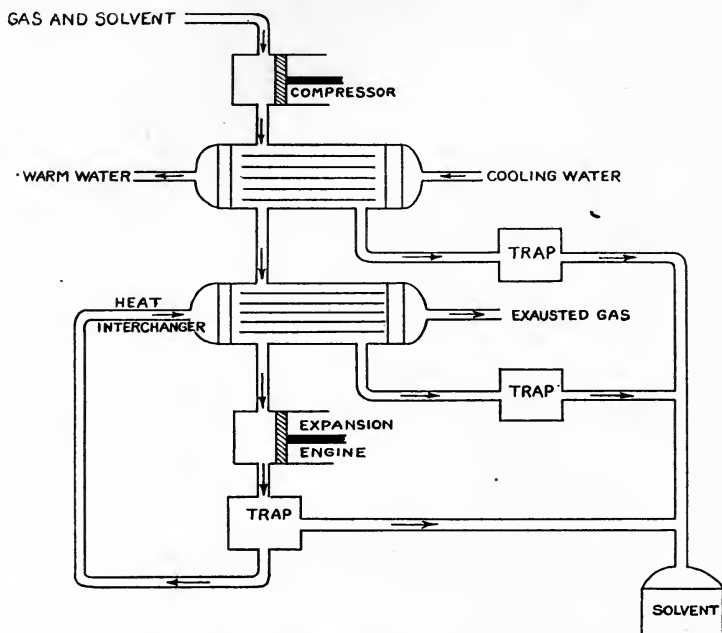 GAS AND SOLVENT
COMPRESSOR
WARM WATER
COOLING WATER
TRAP
HEAT
INTERCHANGER
EXAUSTED GAS
TRAP
EXPANSION
ENGINE
TRAP
SOLVENT